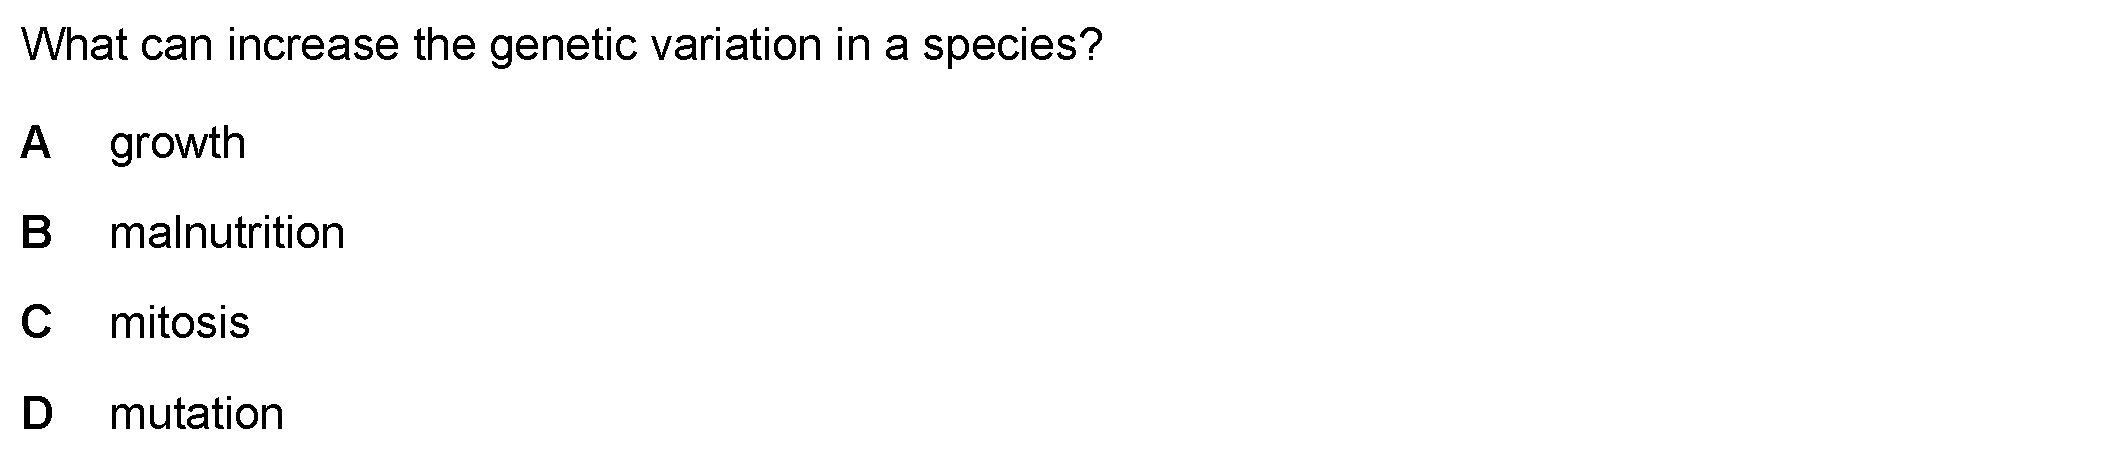 What can increase the genetic variation in a species?
A growth
B malnutrition
C mitosis
D mutation